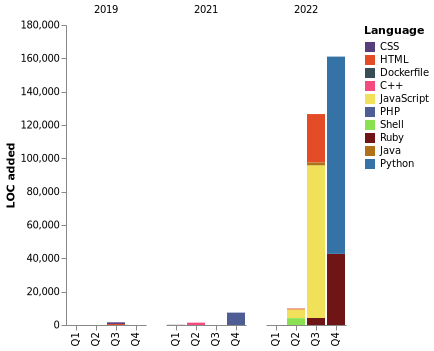 2019 2021 2022
180,000
160,000
140,000
120,000
100,000
80,000
60,000
40,000
20,000
0
LOC added
Q1 Q2 Q3 Q4 Q1 Q2 Q3 Q4 Q1 Q2 Q3 Q4
Language
CSS
HTML
Dockerfile
C++
JavaScript
PHP
Shell
Ruby
Java
Python